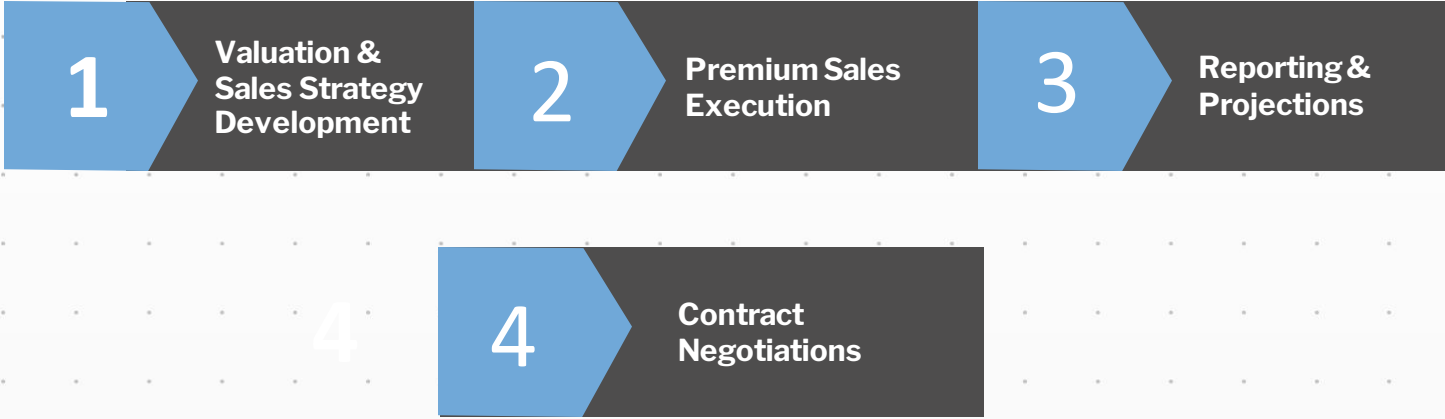 1
Valuation &
Sales Strategy
Development
2
Premium Sales
Execution
3
Reporting &
Projections
4
4
Contract
Negotiations